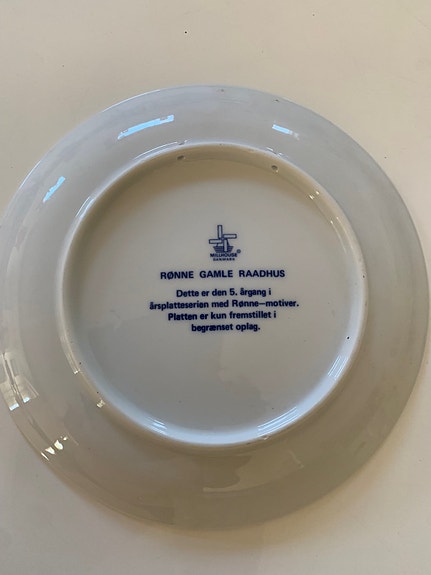 MILLHOUSE
DANMARK
RØNNE GAMLE RAADHUS
Dette er den 5. årgang i
årsplatteserien med Rønne-motiver.
Platten er kun fremstillet i
begrænset oplag.